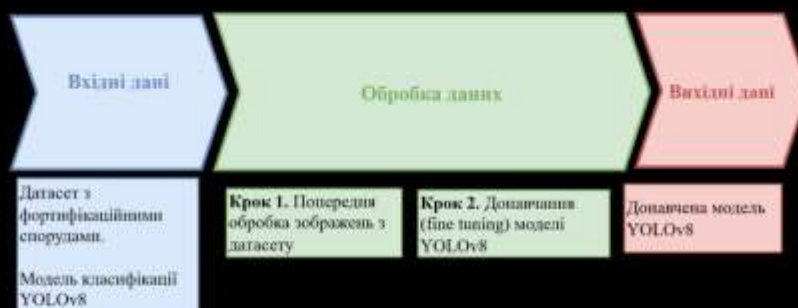 Вхідні дані
Обробка даних
Вихідні дані
Датасет з
фортифікаційними
спорудами.
Модель класифікації
YOLOv8
Крок 1. Попередня
обробка зображень з
датасету
Крок 2. Донавчання
(fine tuning) моделі
YOLOv8
Донавчена модель
YOLOv8